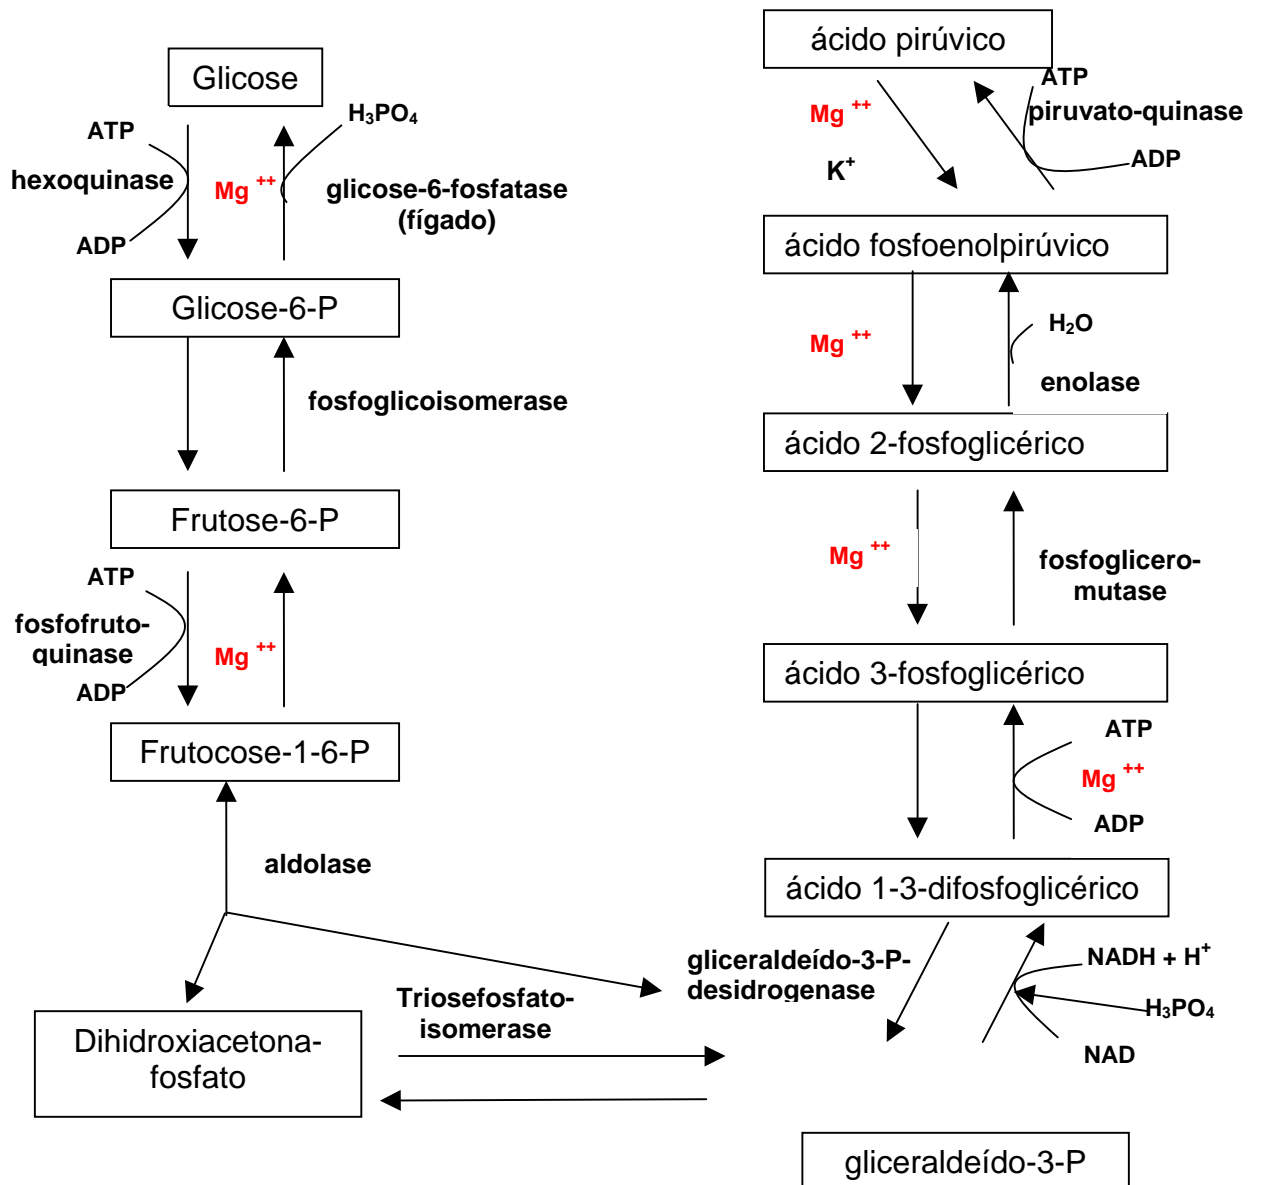 Glicose
ATP
H₃PO₄
hexoquinase
Mg ++
glicose-6-fosfatase
(fígado)
ADP
Glicose-6-P
fosfoglicoisomerase
Frutose-6-P
ATP
fosfofruto-
quinase
Mg ++
ADP
Frutocose-1-6-P
aldolase
Dihidroxiacetona-
fosfato
Triosefosfato-
isomerase
ácido pirúvico
ATP
Mg ++
piruvato-quinase
K+
ADP
ácido fosfoenolpirúvico
Mg ++
H₂O
enolase
ácido 2-fosfoglicérico
Mg ++
fosfoglicero-
mutase
ácido 3-fosfoglicérico
ATP
Mg ++
ADP
ácido 1-3-difosfoglicérico
gliceraldeído-3-P-
desidrogenase
NADH + H+
H₃PO₄
NAD
gliceraldeído-3-P